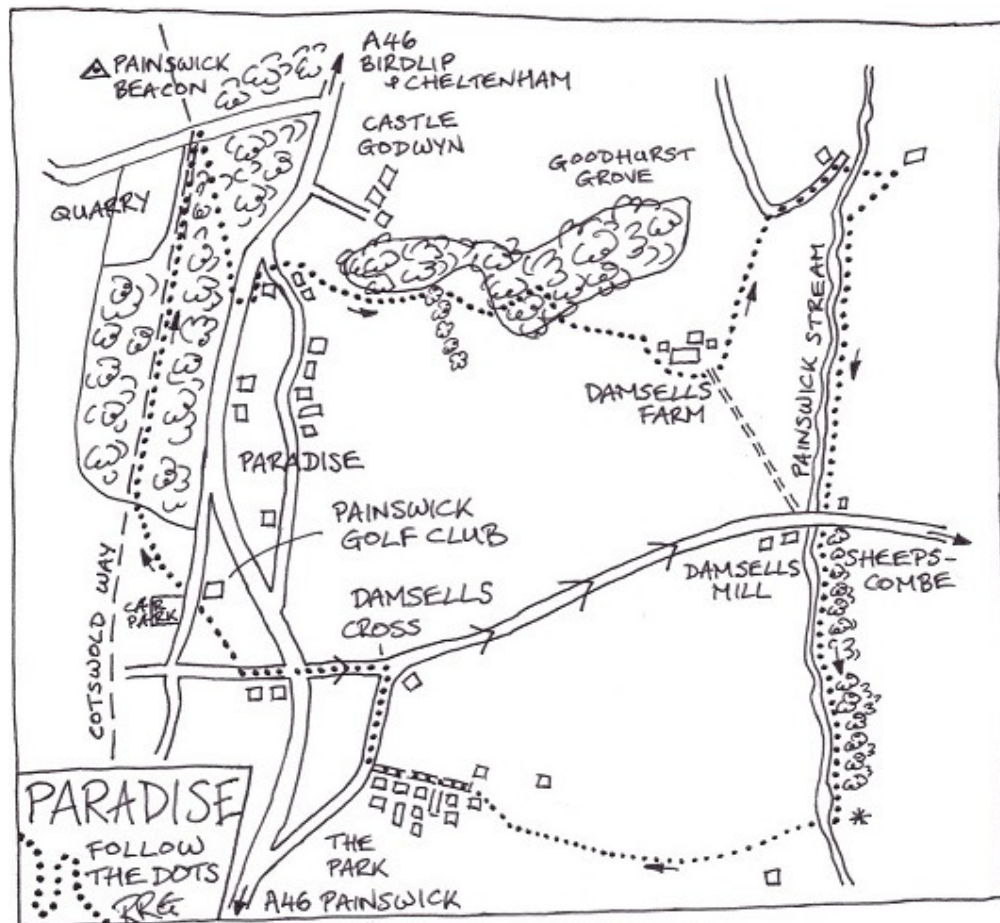 PAINSWICK
BEACON
A46
BIRDLIP
& CHELTENHAM
CASTLE
GODWYN
GOODHURST
GROVE
QUARRY
PAINSWICK STREAM
DAMSELLS
FARM
PARADISE
PAINSWICK
GOLF CLUB
DAMSELLS
CROSS
DAMSELLS
MILL
SHEEPS-
COMBE
CAR
PARK
COTSWOLD WAY
PARADISE
FOLLOW
THE DOTS
RRG
THE
PARK
A46 PAINSWICK
*